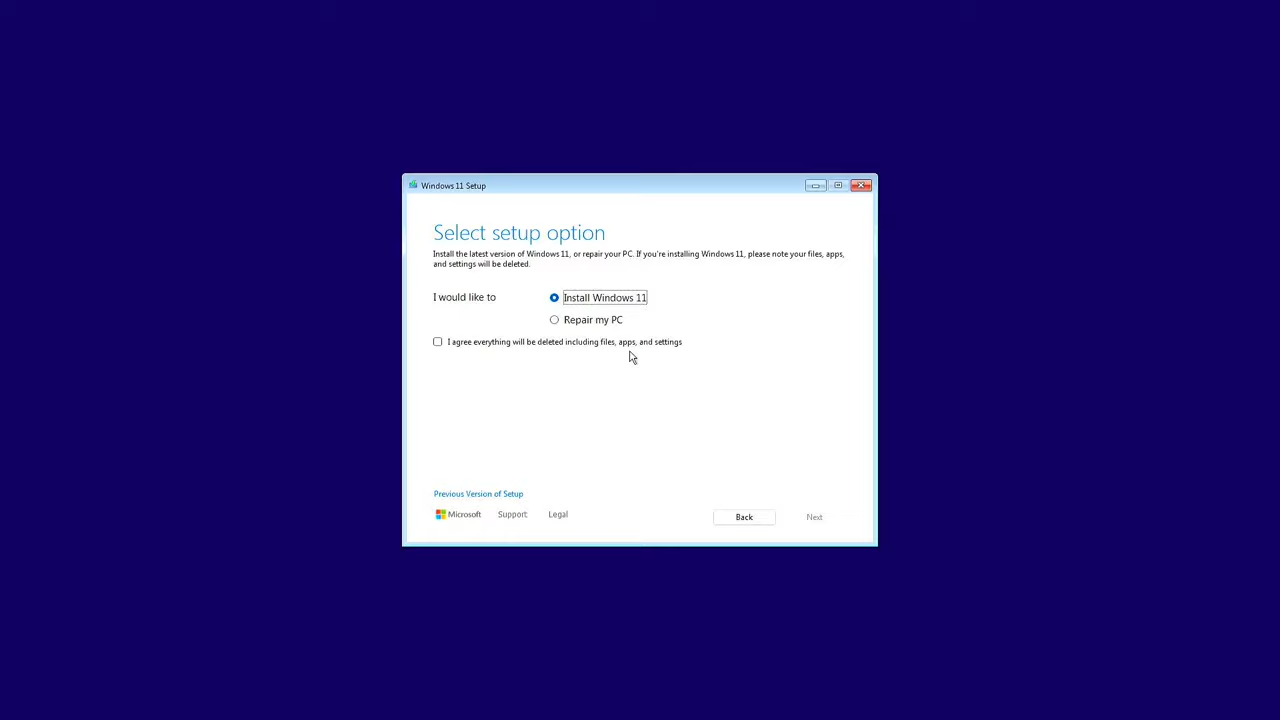 Windows 11 Setup
Select setup option
Install the latest version of Windows 11, or repair your PC. If you're installing Windows 11, please note your files, apps,
and settings will be deleted.
I would like to
Install Windows 11
Repair my PC
I agree everything will be deleted including files, apps, and settings
Previous Version of Setup
Microsoft Support Legal
Back Next